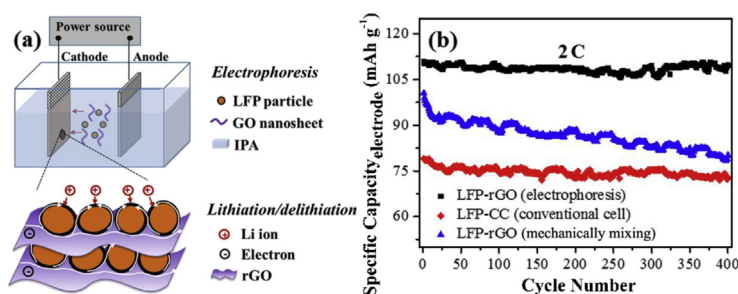 (a)
Power source
Cathode
Anode
Electrophoresis
LFP particle
GO nanosheet
IPA
Lithiation/delithiation
+ Li ion
- Electron
rGO
(b)
2C
Specific Capacity electrode (mAh g⁻¹)
120
105
90
75
60
LFP-rGO (electrophoresis)
LFP-CC (conventional cell)
LFP-rGO (mechanically mixing)
0 50 100 150 200 250 300 350 400
Cycle Number